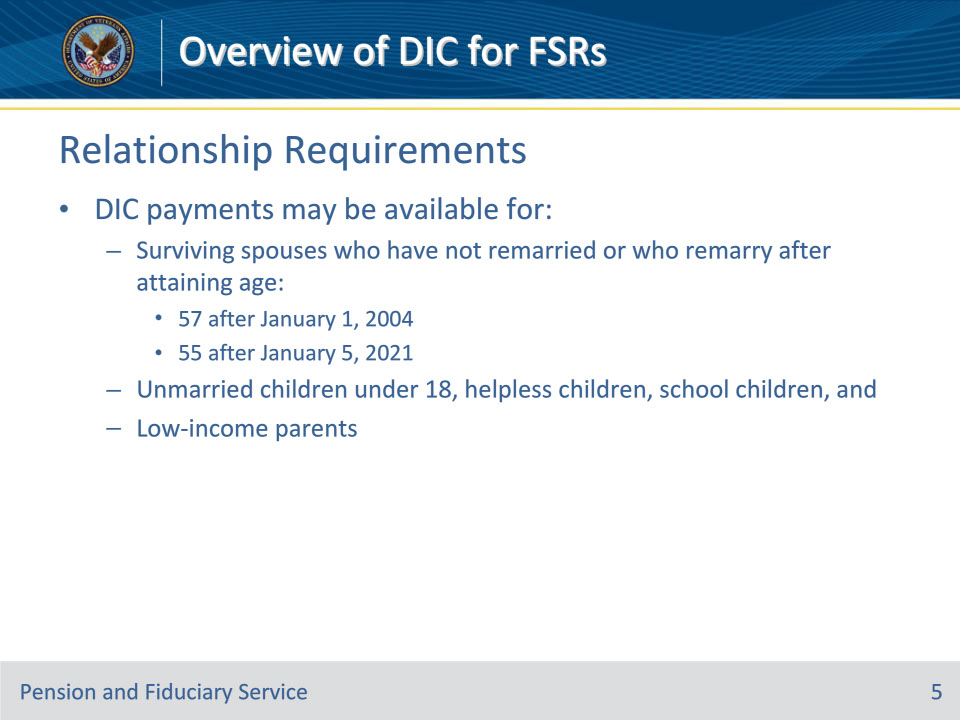 Overview of DIC for FSRs
Relationship Requirements
• DIC payments may be available for:
– Surviving spouses who have not remarried or who remarry after
attaining age:
• 57 after January 1, 2004
• 55 after January 5, 2021
– Unmarried children under 18, helpless children, school children, and
– Low-income parents
Pension and Fiduciary Service
5